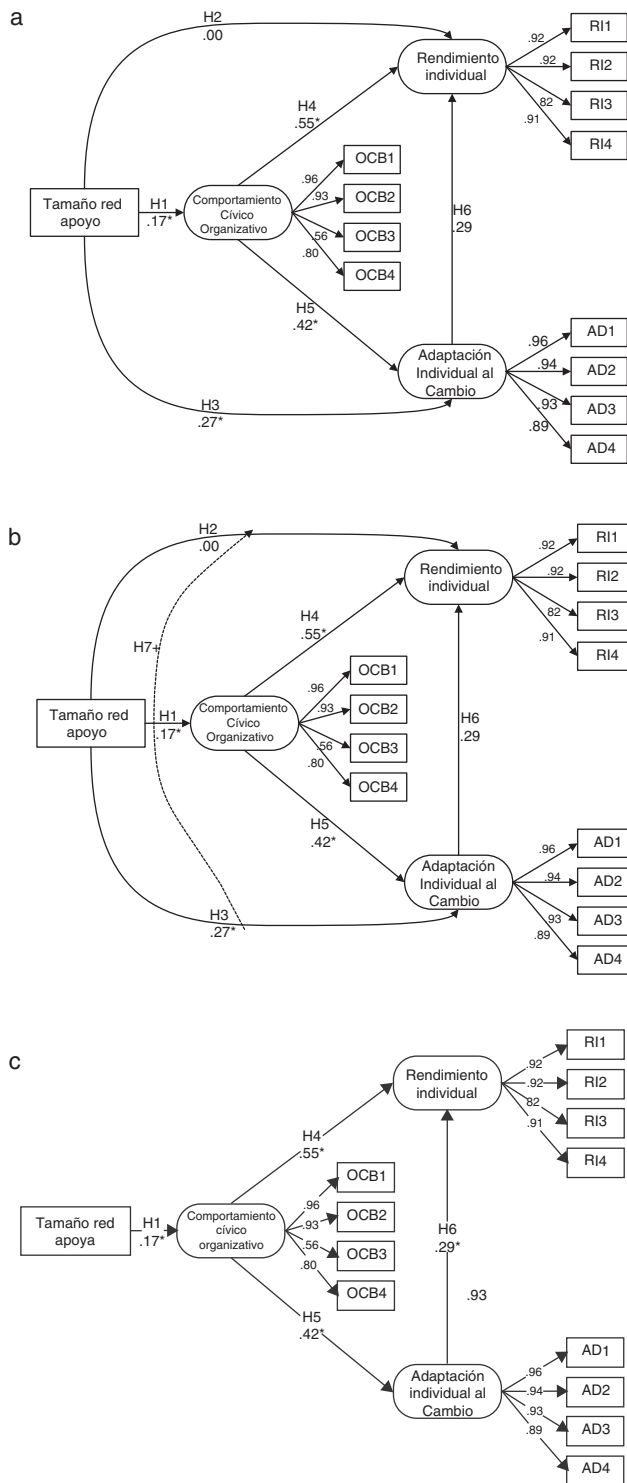 a
H2
.00
Rendimiento
individual
.92
.92
82
.91
RI1
RI2
RI3
RI4
H4
.55*
Tamaño red
apoyo
H1
.17*
Comportamiento
Cívico
Organizativo
.96
.93
.56
.80
OCB1
OCB2
OCB3
OCB4
H6
.29
H5
.42*
Adaptación
Individual al
Cambio
.96
.94
.93
.89
AD1
AD2
AD3
AD4
H3
.27*
b
H2
.00
Rendimiento
individual
.92
.92
82
.91
RI1
RI2
RI3
RI4
H4
.55*
H7+
Tamaño red
apoyo
H1
.17*
Comportamiento
Cívico
Organizativo
.96
.93
.56
.80
OCB1
OCB2
OCB3
OCB4
H6
.29
H5
.42*
Adaptación
Individual al
Cambio
.96
.94
.93
.89
AD1
AD2
AD3
AD4
H3
.27*
c
Rendimiento
individual
.92
.92
82
.91
RI1
RI2
RI3
RI4
H4
.55*
Tamaño red
apoya
H1
.17*
Comportamiento
cívico
organizativo
.96
.93
.56
.80
OCB1
OCB2
OCB3
OCB4
H6
.29*
.93
H5
.42*
Adaptación
individual al
Cambio
.96
.94
.93
.89
AD1
AD2
AD3
AD4